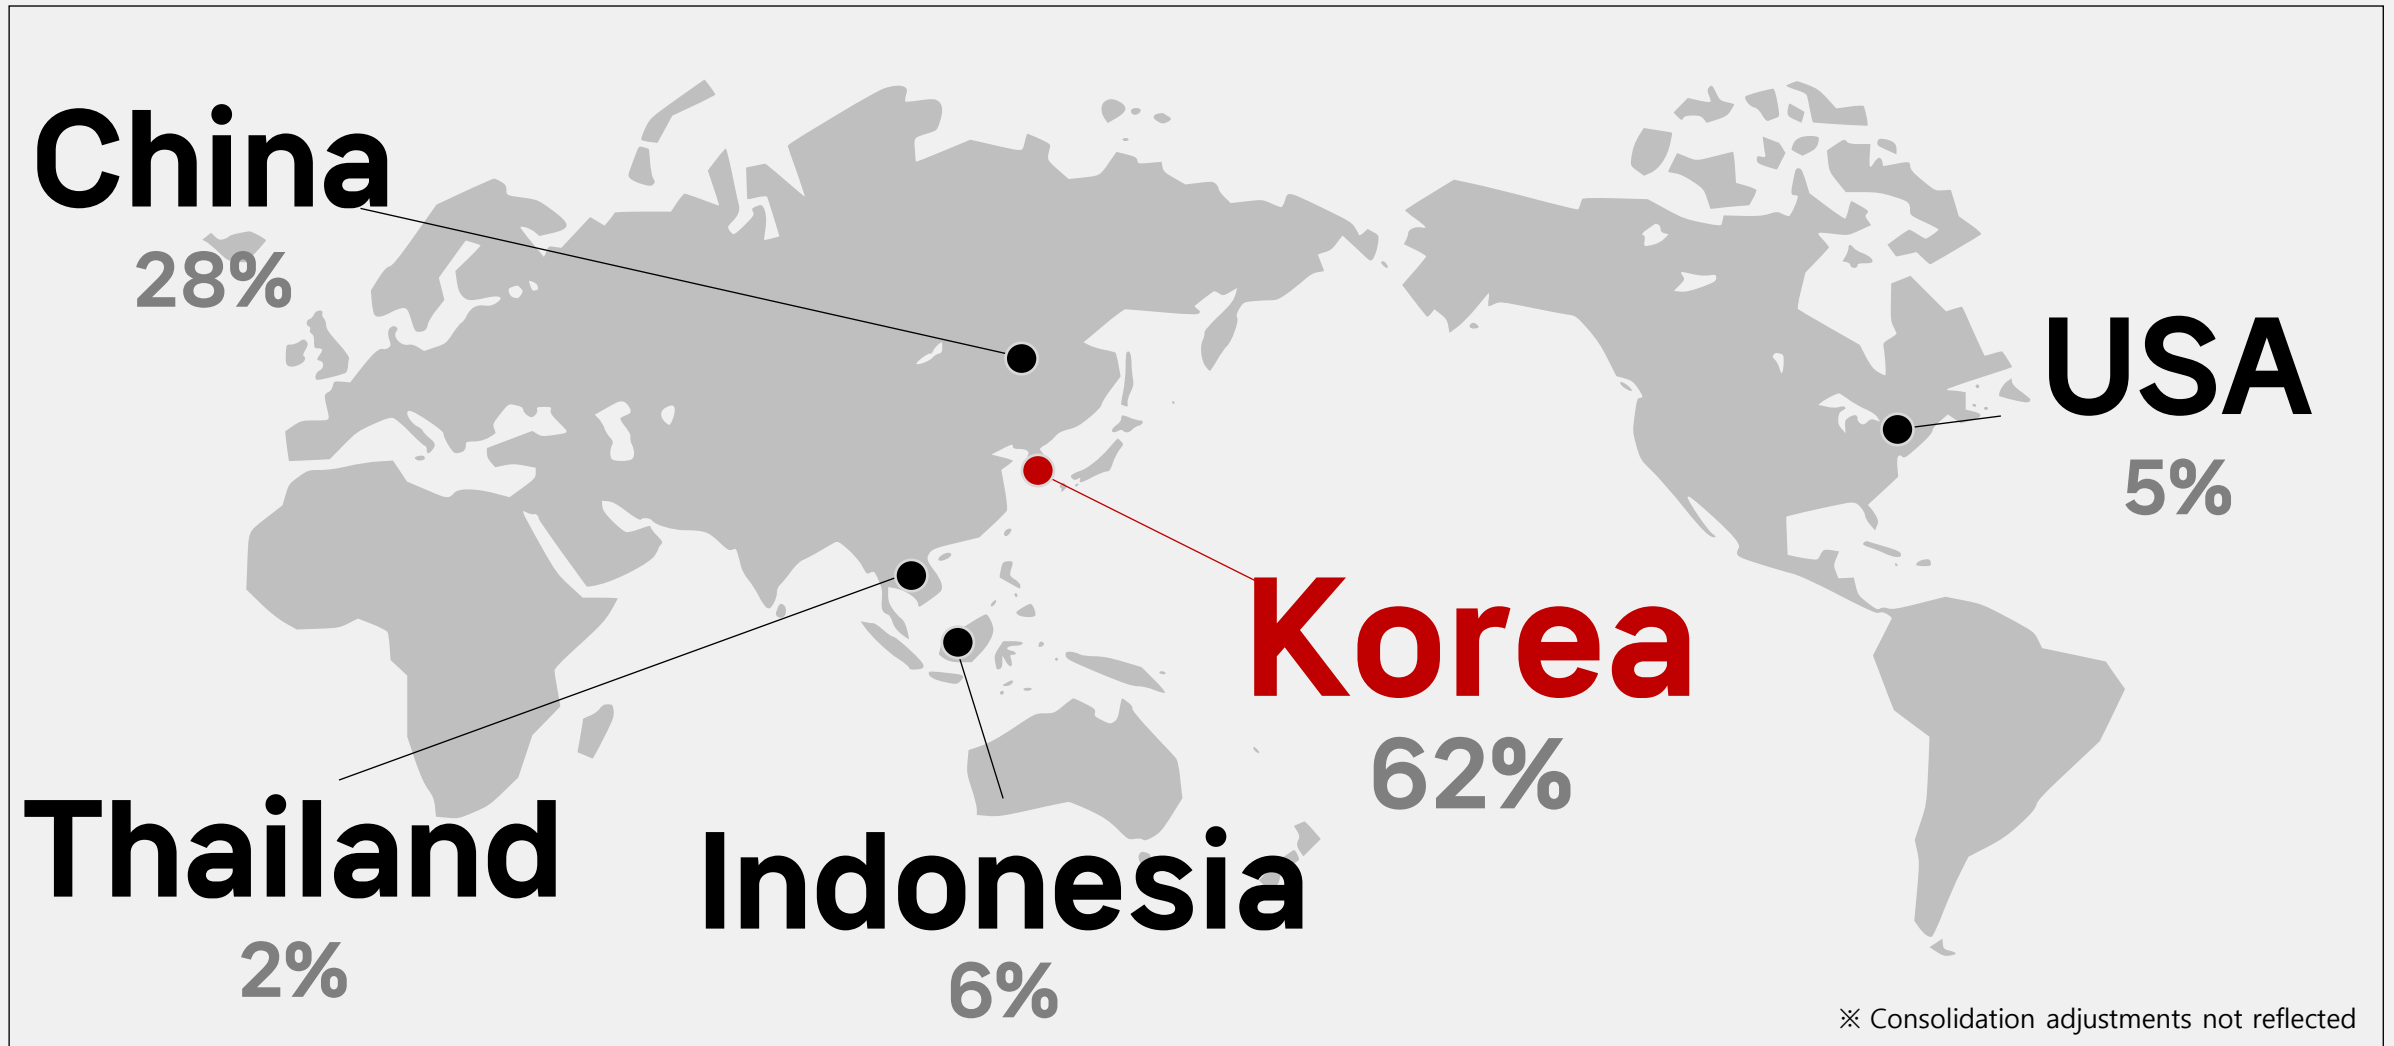 China
28%
USA
5%
Korea
62%
Thailand
2%
Indonesia
6%
※ Consolidation adjustments not reflected